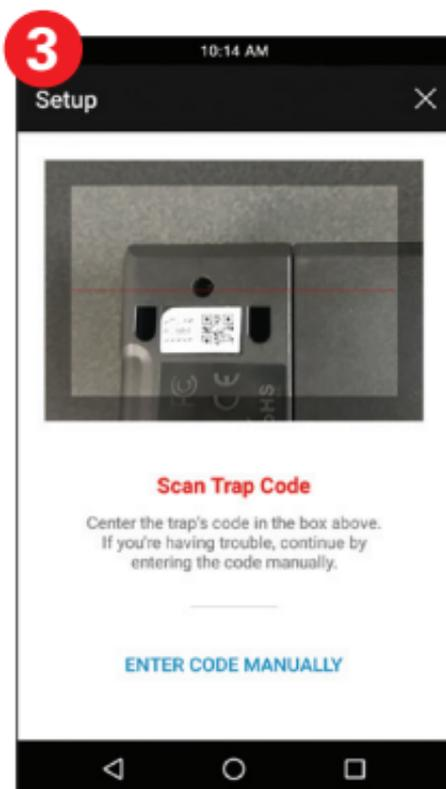 3
10:14 AM
Setup
Scan Trap Code
Center the trap's code in the box above.
If you're having trouble, continue by
entering the code manually.
ENTER CODE MANUALLY